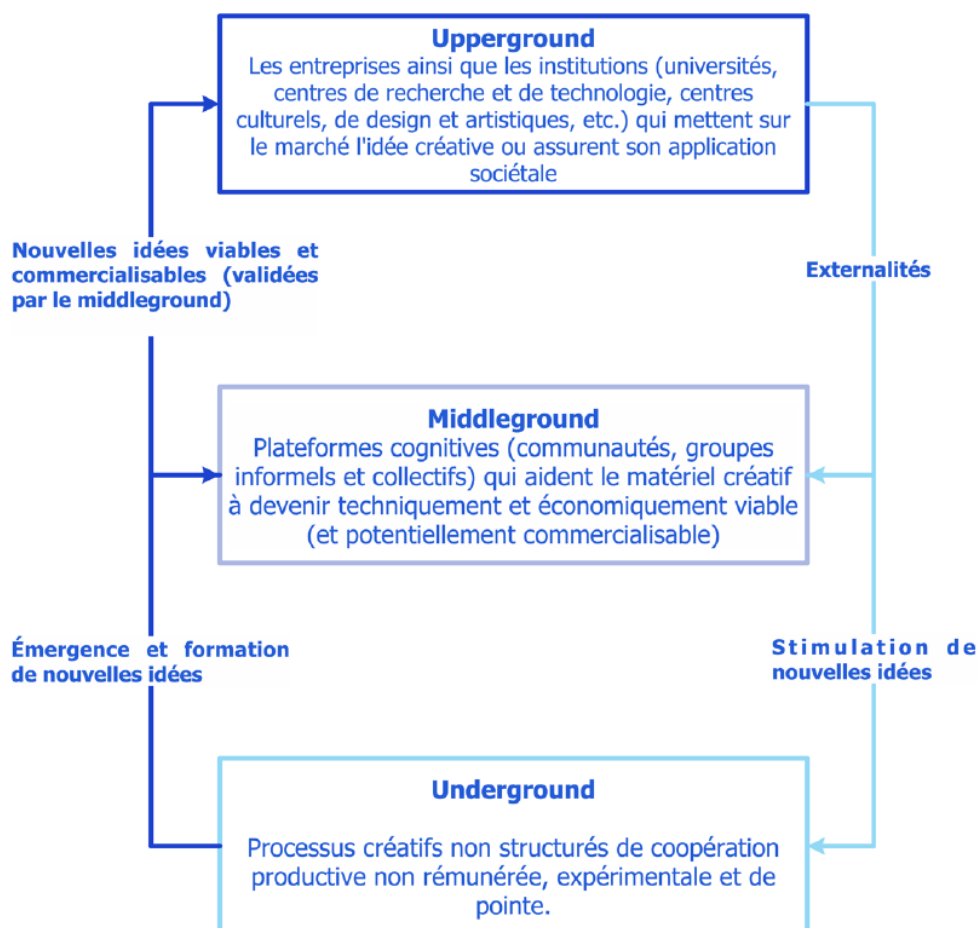 Upperground
Les entreprises ainsi que les institutions (universités,
centres de recherche et de technologie, centres
culturels, de design et artistiques, etc.) qui mettent sur
le marché l'idée créative ou assurent son application
sociétale
Nouvelles idées viables et
commercialisables (validées
par le middleground)
Externalités
Middleground
Plateformes cognitives (communautés, groupes
informels et collectifs) qui aident le matériel créatif
à devenir techniquement et économiquement viable
(et potentiellement commercialisable)
Émergence et formation
de nouvelles idées
Stimulation de
nouvelles idées
Underground
Processus créatifs non structurés de coopération
productive non rémunérée, expérimentale et de
pointe.